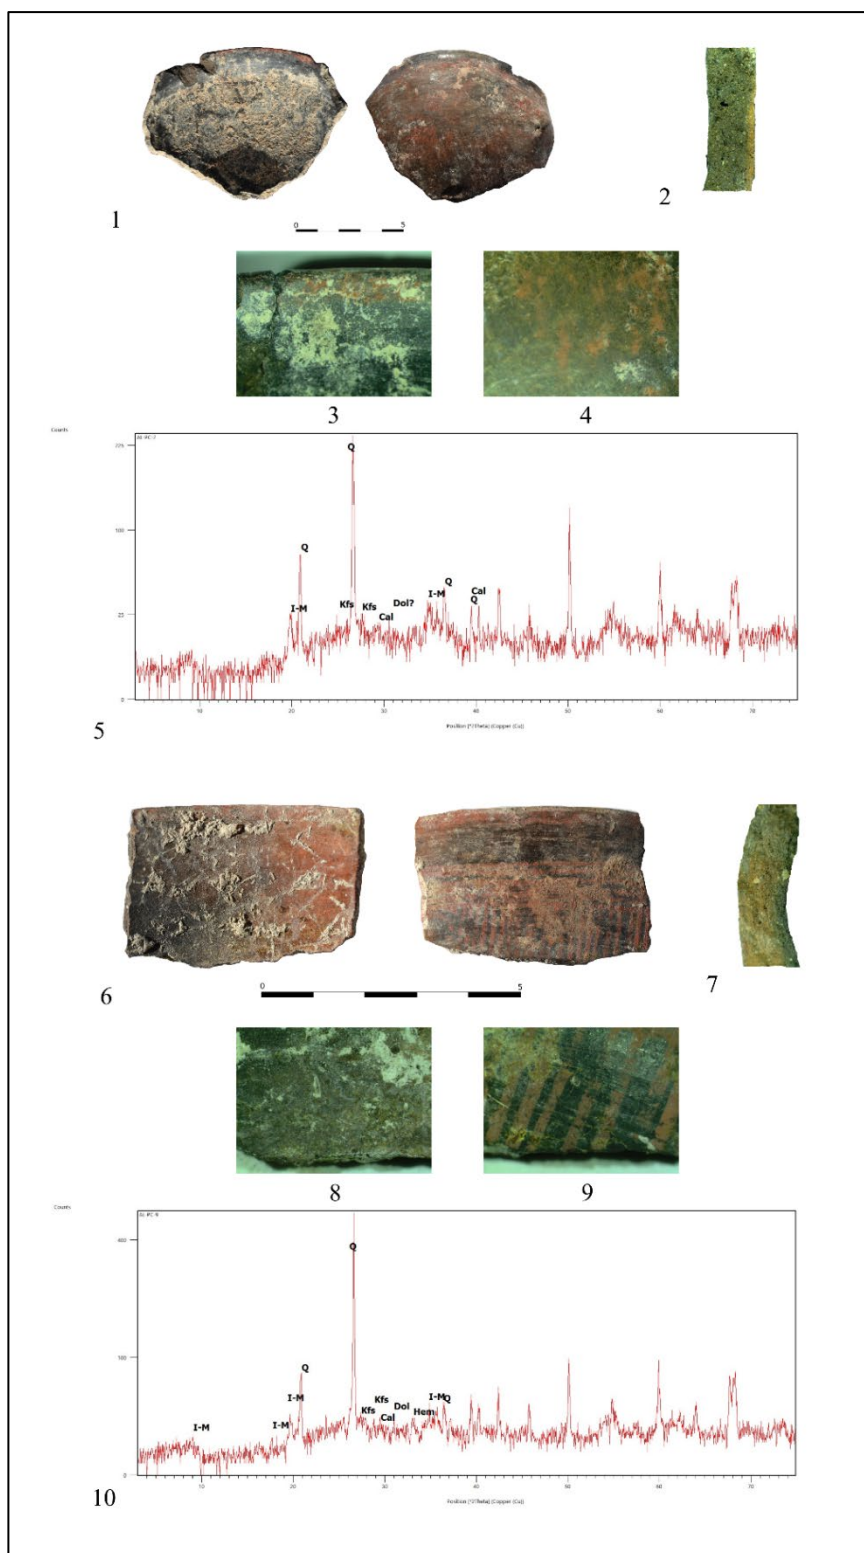 1
0 5
2
3
4
Counts
225
100
25
0
Q
Q
I-M
Kfs
Kfs
Cal
Dol?
I-M
Q
Cal
Q
10 20 30 40 50 60 70
Position [°2Theta] (Copper (Cu))
5
6
0 5
7
8
9
Counts
400
100
0
Q
Q
I-M
I-M
I-M
Kfs
Kfs
Cal
Dol
Hem
I-M
Q
10 20 30 40 50 60 70
Position [°2Theta] (Copper (Cu))
10